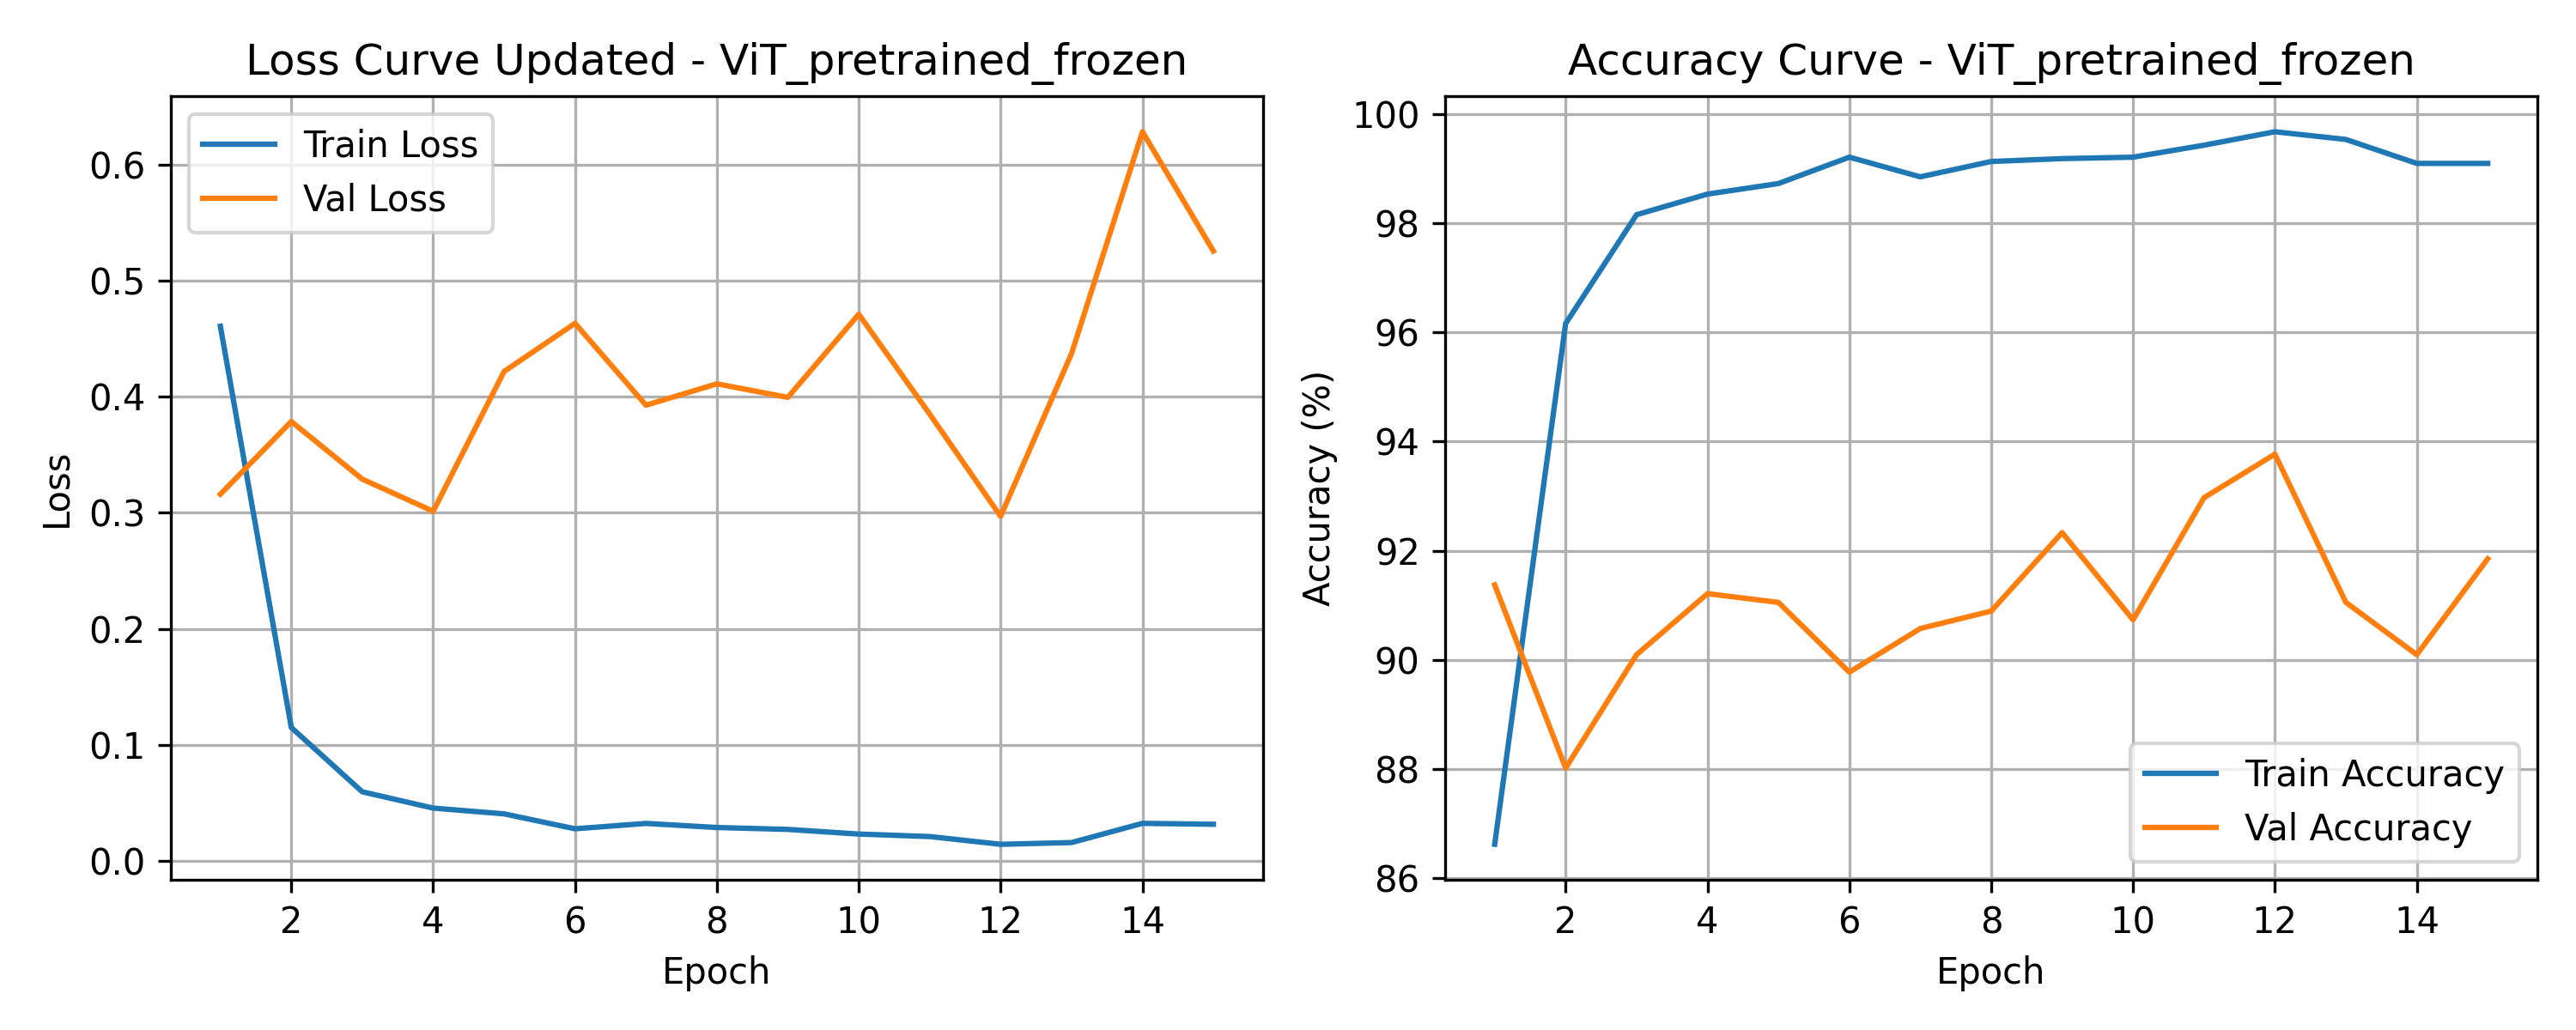 Loss Curve Updated - ViT_pretrained_frozen
Train Loss
Val Loss
0.6
0.5
0.4
0.3
0.2
0.1
0.0
Loss
2 4 6 8 10 12 14
Epoch
Accuracy Curve - ViT_pretrained_frozen
100
98
96
94
92
90
88
86
Accuracy (%)
Train Accuracy
Val Accuracy
2 4 6 8 10 12 14
Epoch